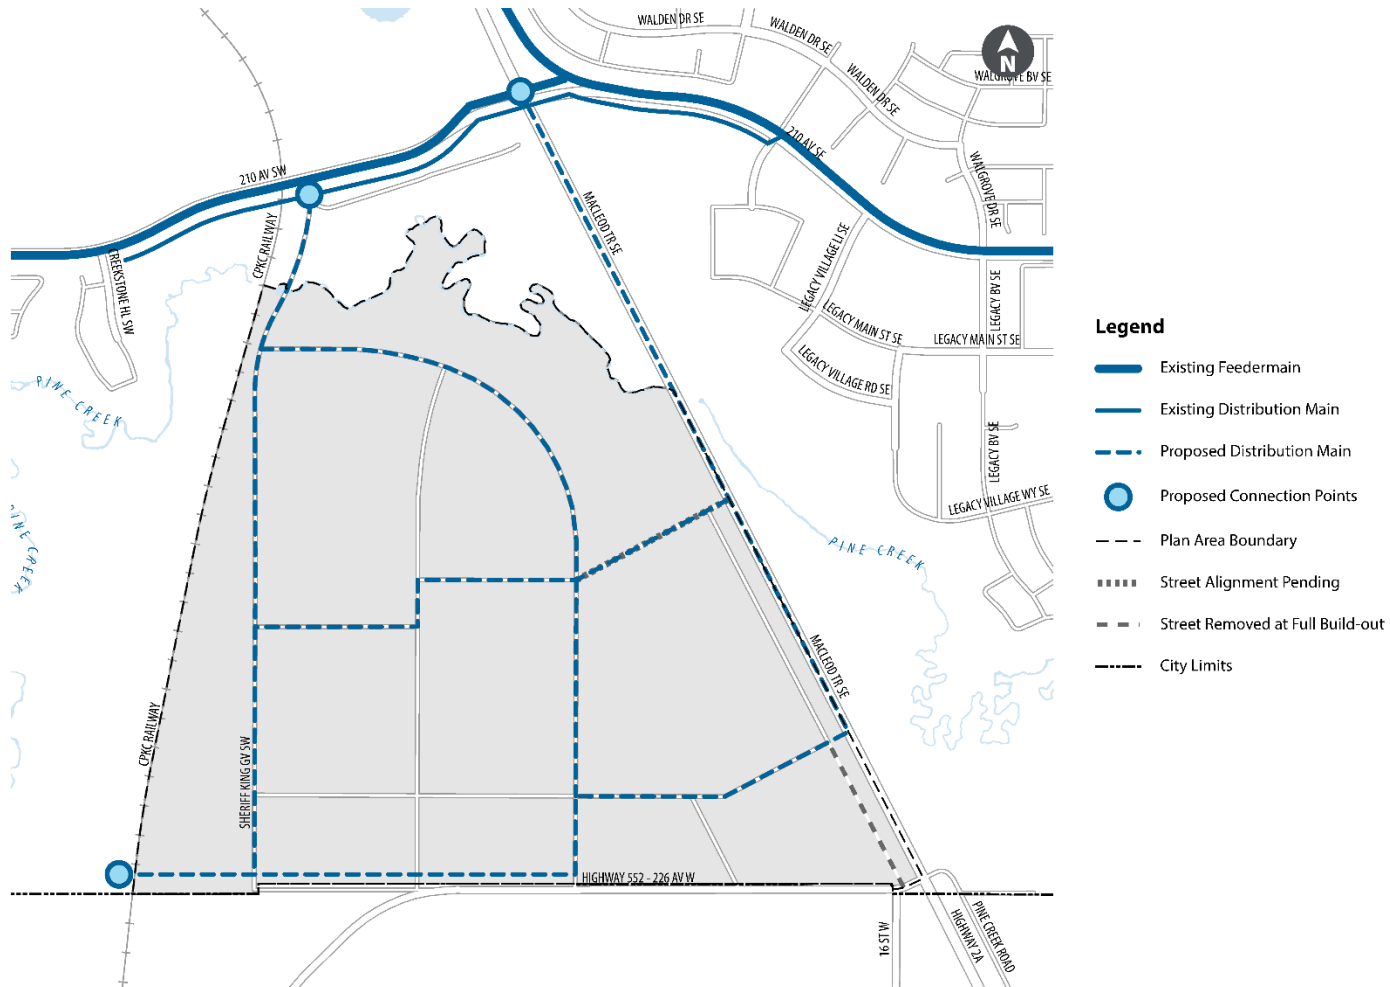 WALDEN DR SE
WALDEN DR SE
N
WALGROVE BV SE
WALDEN DR SE
210 AV SE
210 AV SW
WALGROVE DR SE
MACLEOD TR SE
CPKC RAILWAY
CREEKSTONE HL SW
LEGACY VILLAGE LI SE
LEGACY BV SE
LEGACY MAIN ST SE
LEGACY MAIN ST SE
LEGACY VILLAGE RD SE
PINE CREEK
LEGACY BV SE
LEGACY VILLAGE WY SE
PINE CREEK
PINE CREEK
MACLEOD TR SE
CPKC RAILWAY
SHERIFF KING GV SW
HIGHWAY 552 - 226 AV W
16 ST W
HIGHWAY 2A
PINE CREEK ROAD
Legend
Existing Feedermain
Existing Distribution Main
Proposed Distribution Main
Proposed Connection Points
Plan Area Boundary
Street Alignment Pending
Street Removed at Full Build-out
City Limits